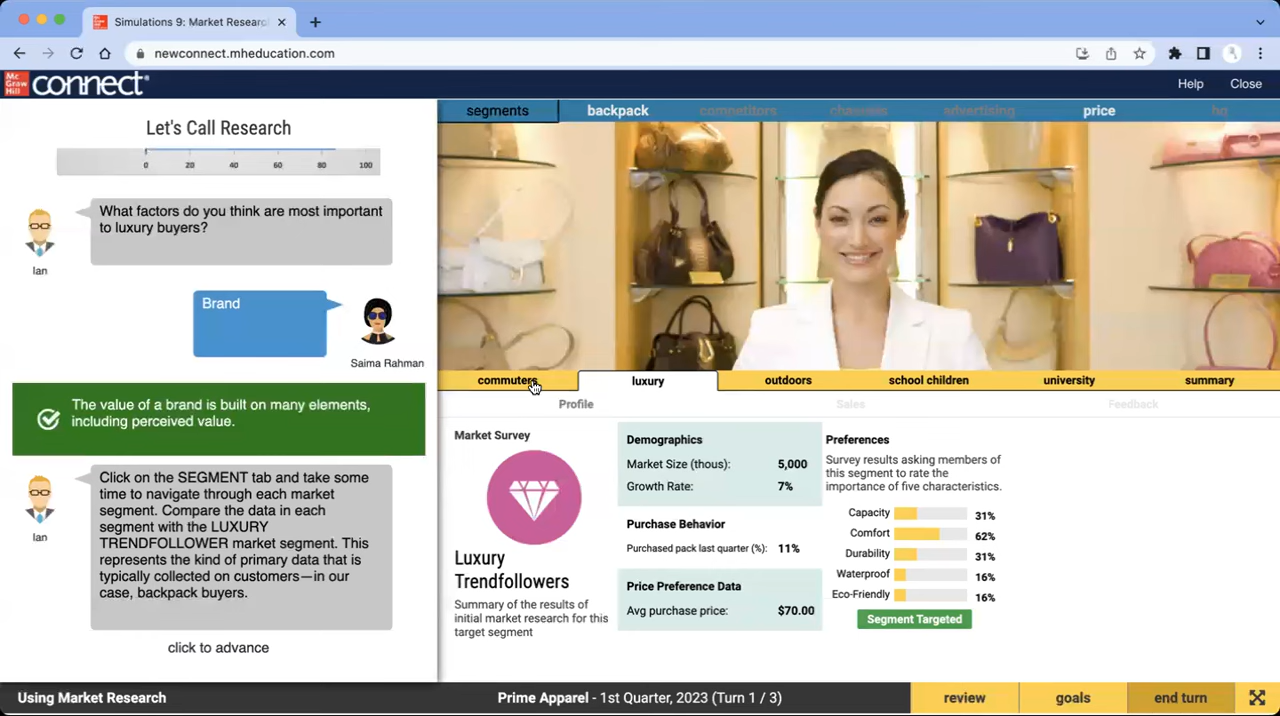 Simulations 9: Market Researc
newconnect.mheducation.com
Mc
Graw
Hill
connect
Help
Close
segments
backpack
competitors
channels
advertising
price
hq
Let's Call Research
0 20 40 60 80 100
What factors do you think are most important
to luxury buyers?
Ian
Brand
Saima Rahman
The value of a brand is built on many elements,
including perceived value.
Click on the SEGMENT tab and take some
time to navigate through each market
segment. Compare the data in each
segment with the LUXURY
TRENDFOLLOWER market segment. This
represents the kind of primary data that is
typically collected on customers—in our
case, backpack buyers.
Ian
click to advance
commuters
luxury
outdoors
school children
university
summary
Profile
Sales
Feedback
Market Survey
Luxury
Trendfollowers
Summary of the results of
initial market research for this
target segment
Demographics
Market Size (thous): 5,000
Growth Rate: 7%
Purchase Behavior
Purchased pack last quarter (%): 11%
Price Preference Data
Avg purchase price: $70.00
Preferences
Survey results asking members of
this segment to rate the
importance of five characteristics.
Capacity 31%
Comfort 62%
Durability 31%
Waterproof 16%
Eco-Friendly 16%
Segment Targeted
Using Market Research
Prime Apparel - 1st Quarter, 2023 (Turn 1 / 3)
review
goals
end turn